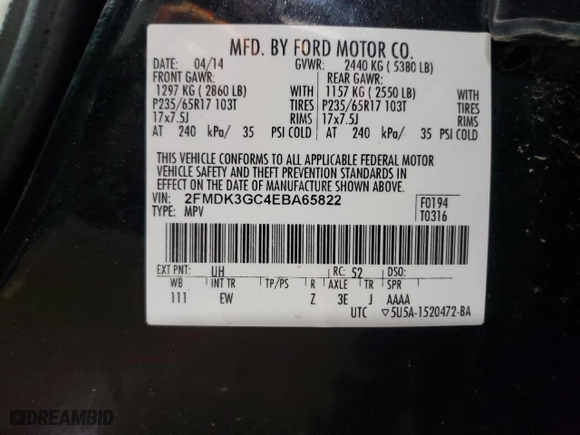 MFD. BY FORD MOTOR CO.
DATE: 04/14 GVWR: 2440 KG ( 5380 LB)
FRONT GAWR: REAR GAWR:
1297 KG ( 2860 LB) WITH 1157 KG ( 2550 LB) WITH
P235/65R17 103T TIRES P235/65R17 103T TIRES
17x7.5J RIMS 17x7.5J RIMS
AT 240 kPa/ 35 PSI COLD AT 240 kPa/ 35 PSI COLD
THIS VEHICLE CONFORMS TO ALL APPLICABLE FEDERAL MOTOR
VEHICLE SAFETY AND THEFT PREVENTION STANDARDS IN
EFFECT ON THE DATE OF MANUFACTURE SHOWN ABOVE.
VIN: 2FMDK3GC4EBA65822 F0194
TYPE: MPV T0316
EXT PNT: UH RC: 52 DSO:
WB INT TR TP/PS R AXLE TR SPR
111 EW Z 3E J AAAA
UTC ▽5U5A-1520472-BA
DREAMBID